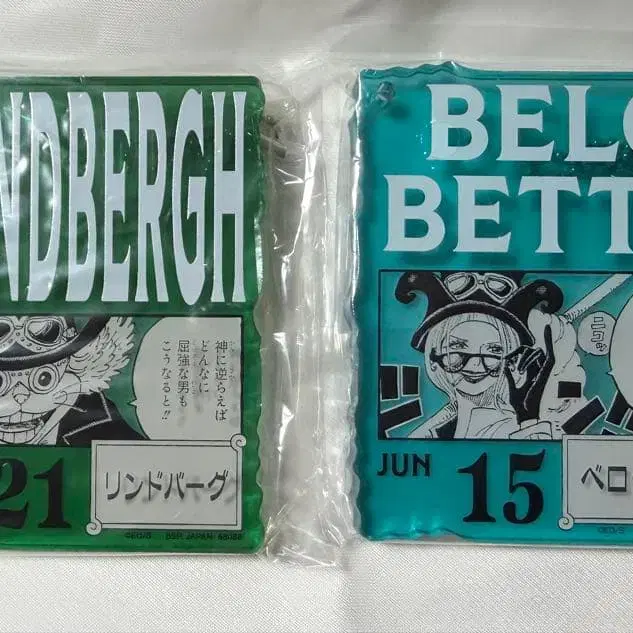 NDBERGH
神に逆らえば
どんなに
屈強な男も
こうなると!!
21
リンドバーグ
©EO/S BSP, JAPAN
BELO
BETT
ニコッ
JUN 15
ベロ
©EO/S